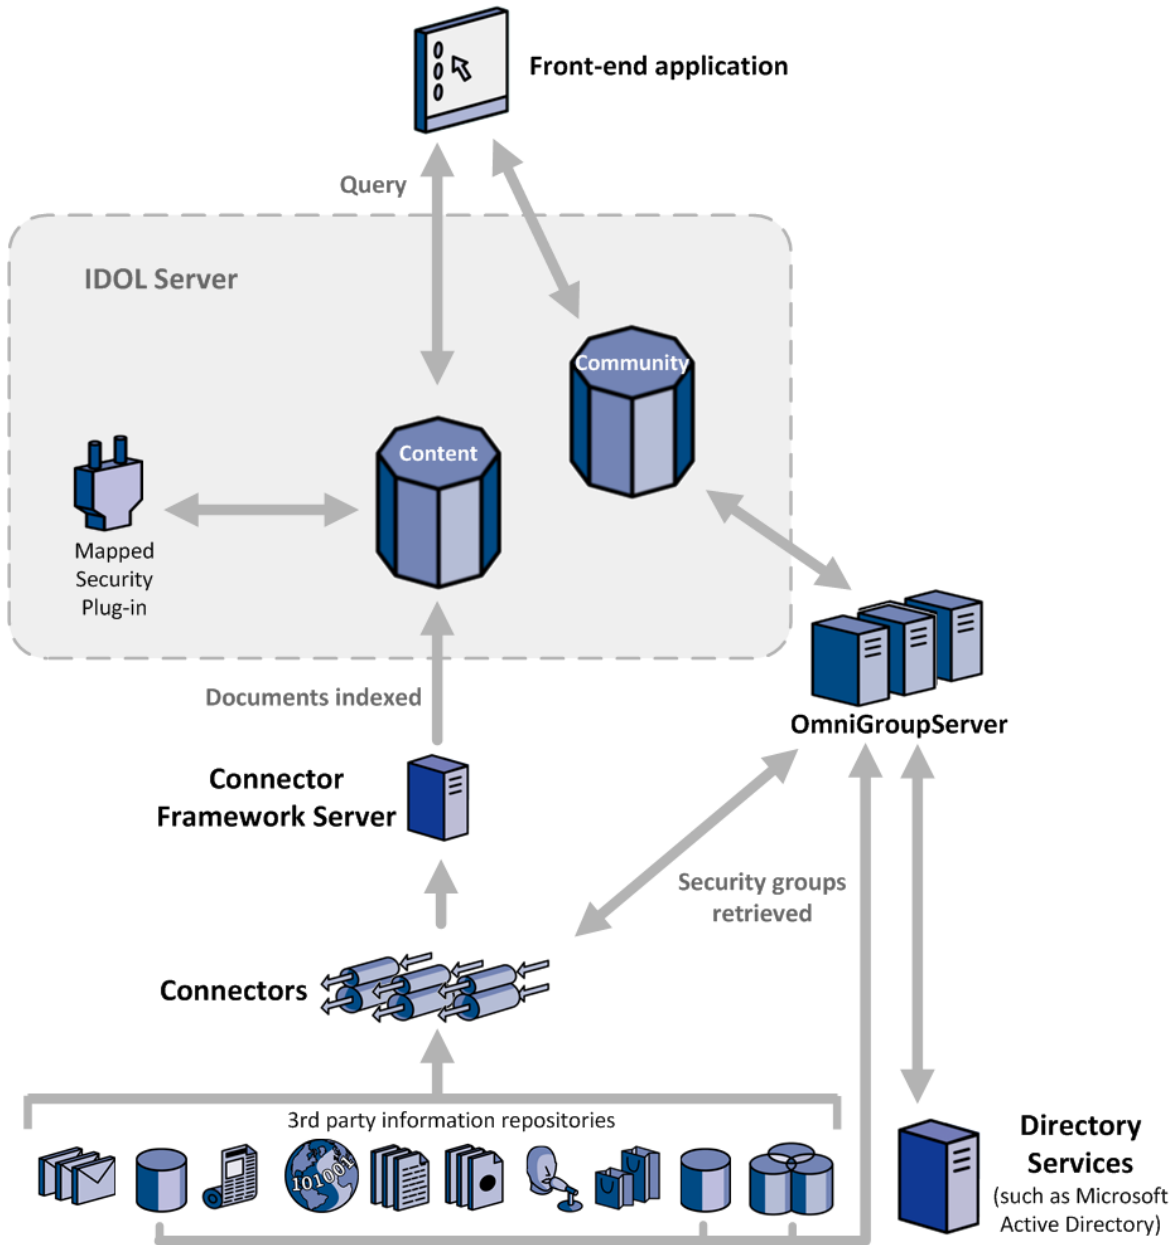 Front-end application
Query
IDOL Server
Community
Content
Mapped
Security
Plug-in
Documents indexed
OmniGroupServer
Connector
Framework Server
Security groups
retrieved
Connectors
3rd party information repositories
101001
Directory
Services
(such as Microsoft
Active Directory)